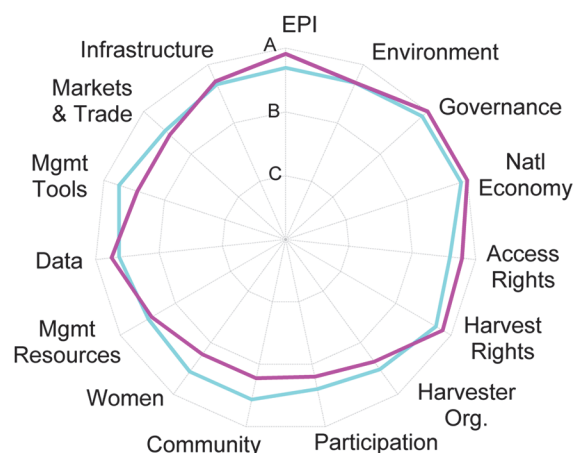 EPI
Environment
Governance
Natl
Economy
Access
Rights
Harvest
Rights
Harvester
Org.
Participation
Community
Women
Mgmt
Resources
Data
Mgmt
Tools
Markets
& Trade
Infrastructure
A
B
C